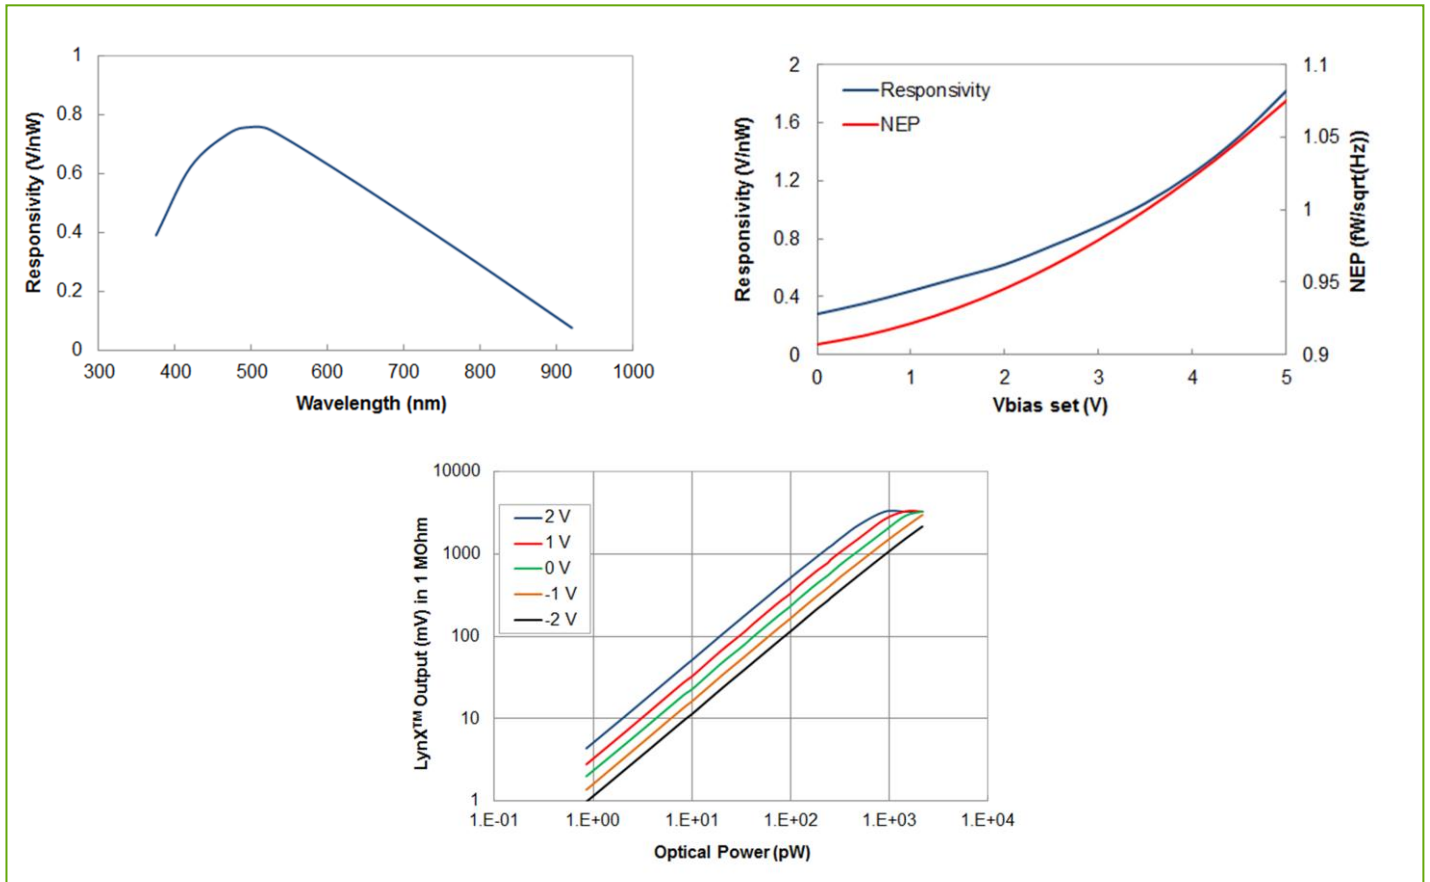 1
0.8
0.6
0.4
0.2
0
Responsivity (V/nW)
300 400 500 600 700 800 900 1000
Wavelength (nm)
2
1.6
1.2
0.8
0.4
0
Responsivity (V/nW)
Responsivity
NEP
1.1
1.05
1
0.95
0.9
NEP (fW/sqrt(Hz))
0 1 2 3 4 5
Vbias set (V)
10000
1000
100
10
1
LynX™ Output (mV) in 1 MOhm
2 V
1 V
0 V
-1 V
-2 V
1.E-01 1.E+00 1.E+01 1.E+02 1.E+03 1.E+04
Optical Power (pW)